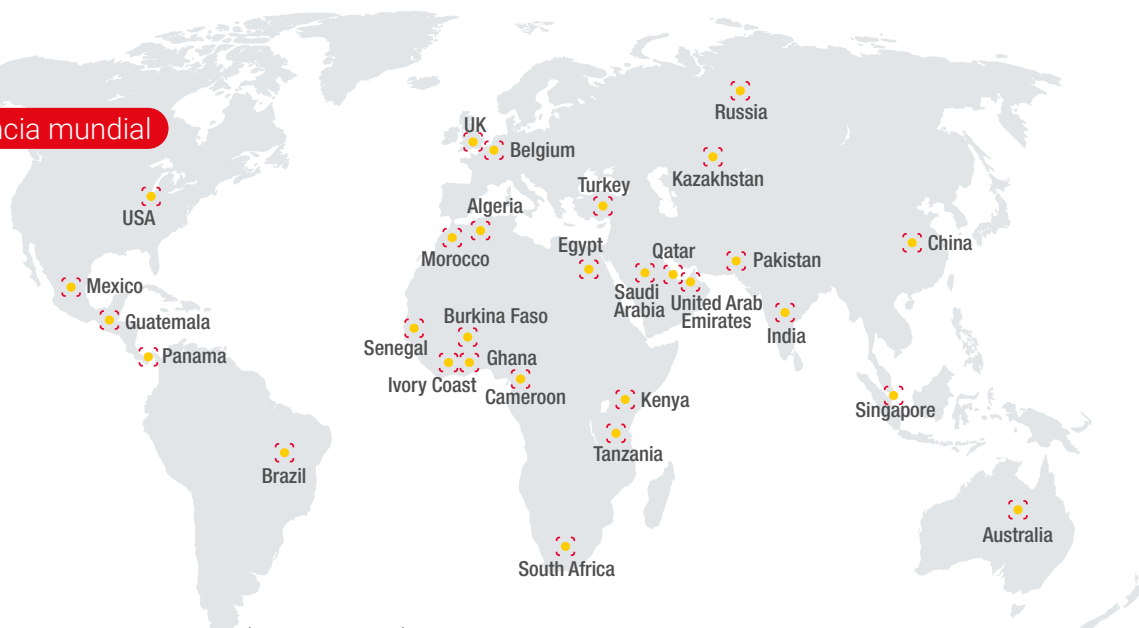 Russia
ncia mundial
UK
Belgium
Kazakhstan
Turkey
USA
Algeria
Morocco
Egypt
Qatar
China
Pakistan
Mexico
Saudi
Arabia
United Arab
Emirates
Guatemala
Burkina Faso
India
Senegal
Panama
Ghana
Ivory Coast
Cameroon
Kenya
Singapore
Tanzania
Brazil
Australia
South Africa